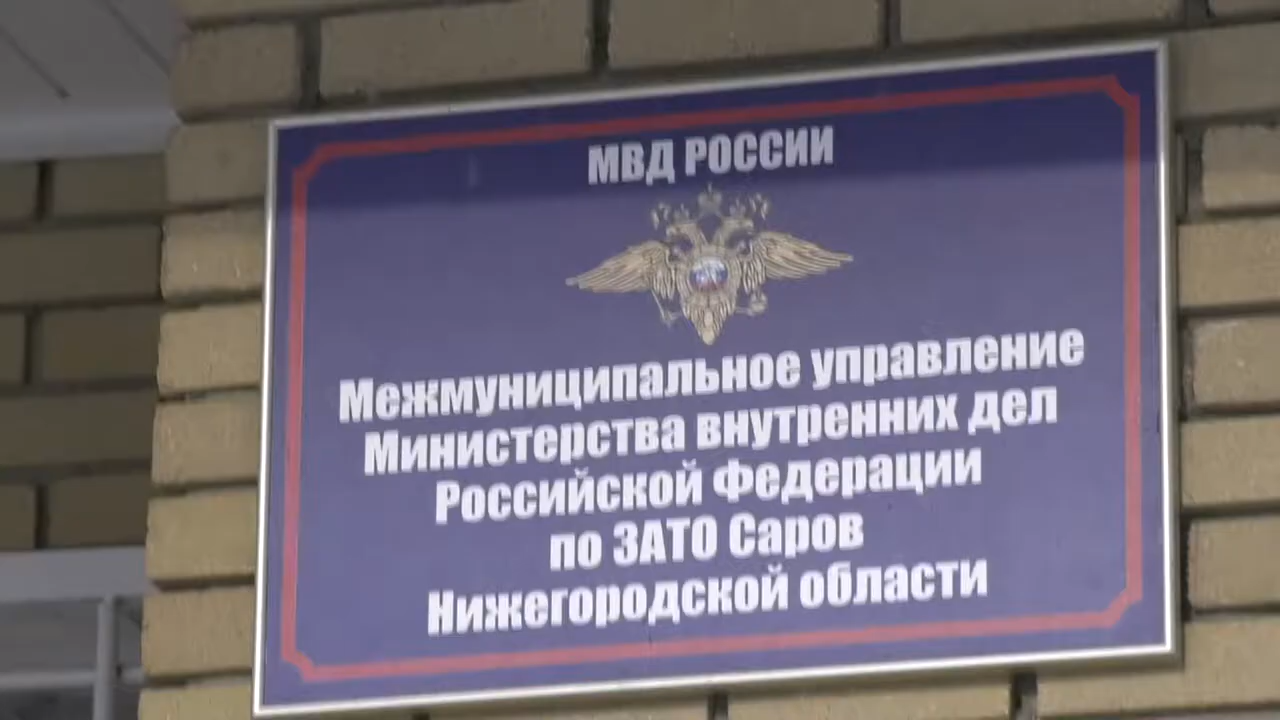 МВД РОССИИ
Межмуниципальное управление
Министерства внутренних дел
Российской Федерации
по ЗАТО Саров
Нижегородской области